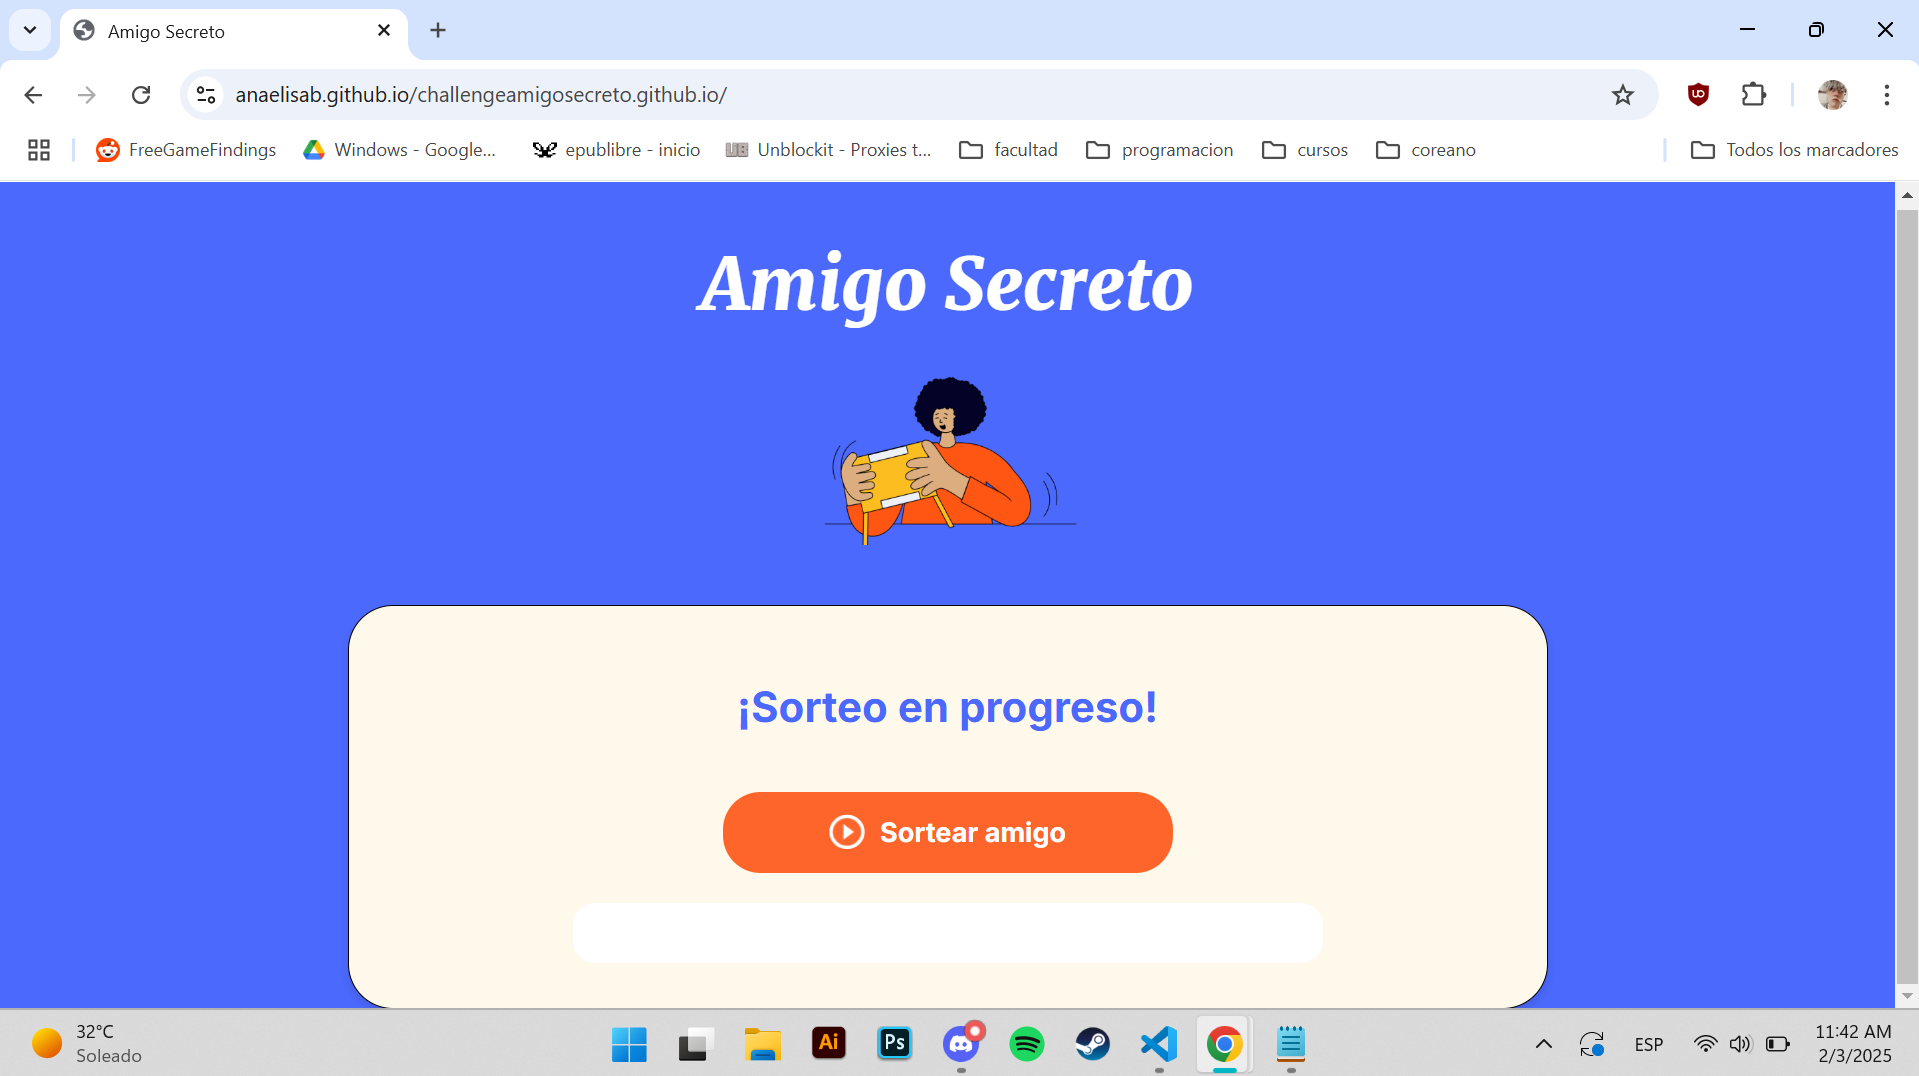 Amigo Secreto
anaelisab.github.io/challengeamigosecreto.github.io/
FreeGameFindings
Windows - Google...
epublibre - inicio
UB
Unblockit - Proxies t...
facultad
programacion
cursos
coreano
Todos los marcadores
Amigo Secreto
¡Sorteo en progreso!
Sortear amigo
32°C
Soleado
Ai
Ps
ESP
11:42 AM
2/3/2025